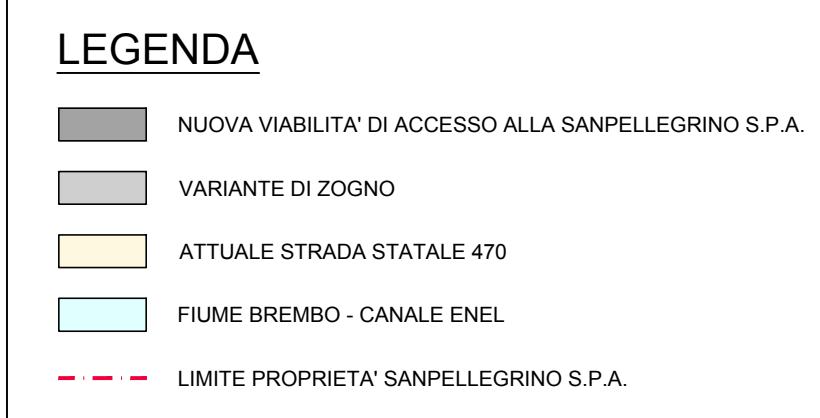 LEGENDA
NUOVA VIABILITA' DI ACCESSO ALLA SANPELLEGRINO S.P.A.
VARIANTE DI ZOGNO
ATTUALE STRADA STATALE 470
FIUME BREMBO - CANALE ENEL
LIMITE PROPRIETA' SANPELLEGRINO S.P.A.